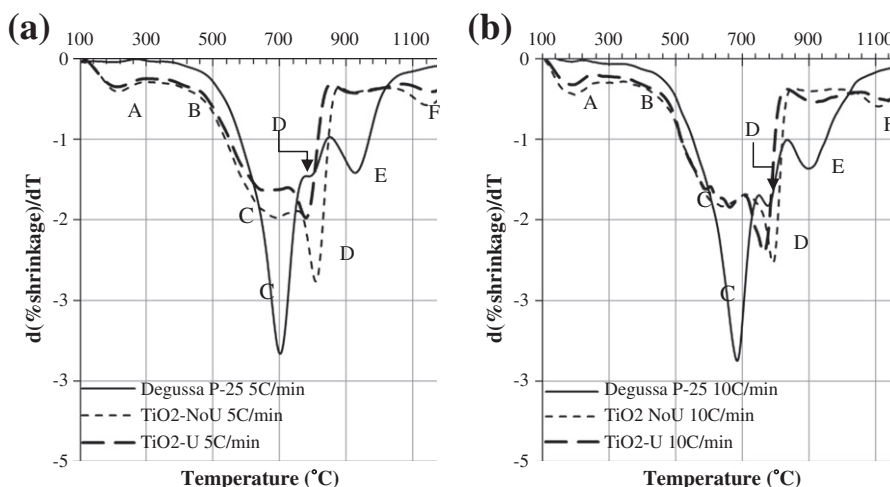 (a)
100 300 500 700 900 1100
0
-1
-2
-3
-3
-5
A
B
C
C
D
D
E
F
d(%shrinkage)/dT
Degussa P-25 5C/min
TiO2-NoU 5C/min
TiO2-U 5C/min
Temperature (°C)
(b)
100 300 500 700 900 1100
0
-1
-2
-3
-3
-5
A
B
C
C
D
D
E
F
d(%shrinkage)/dT
Degussa P-25 10C/min
TiO2 NoU 10C/min
TiO2-U 10C/min
Temperature (°C)